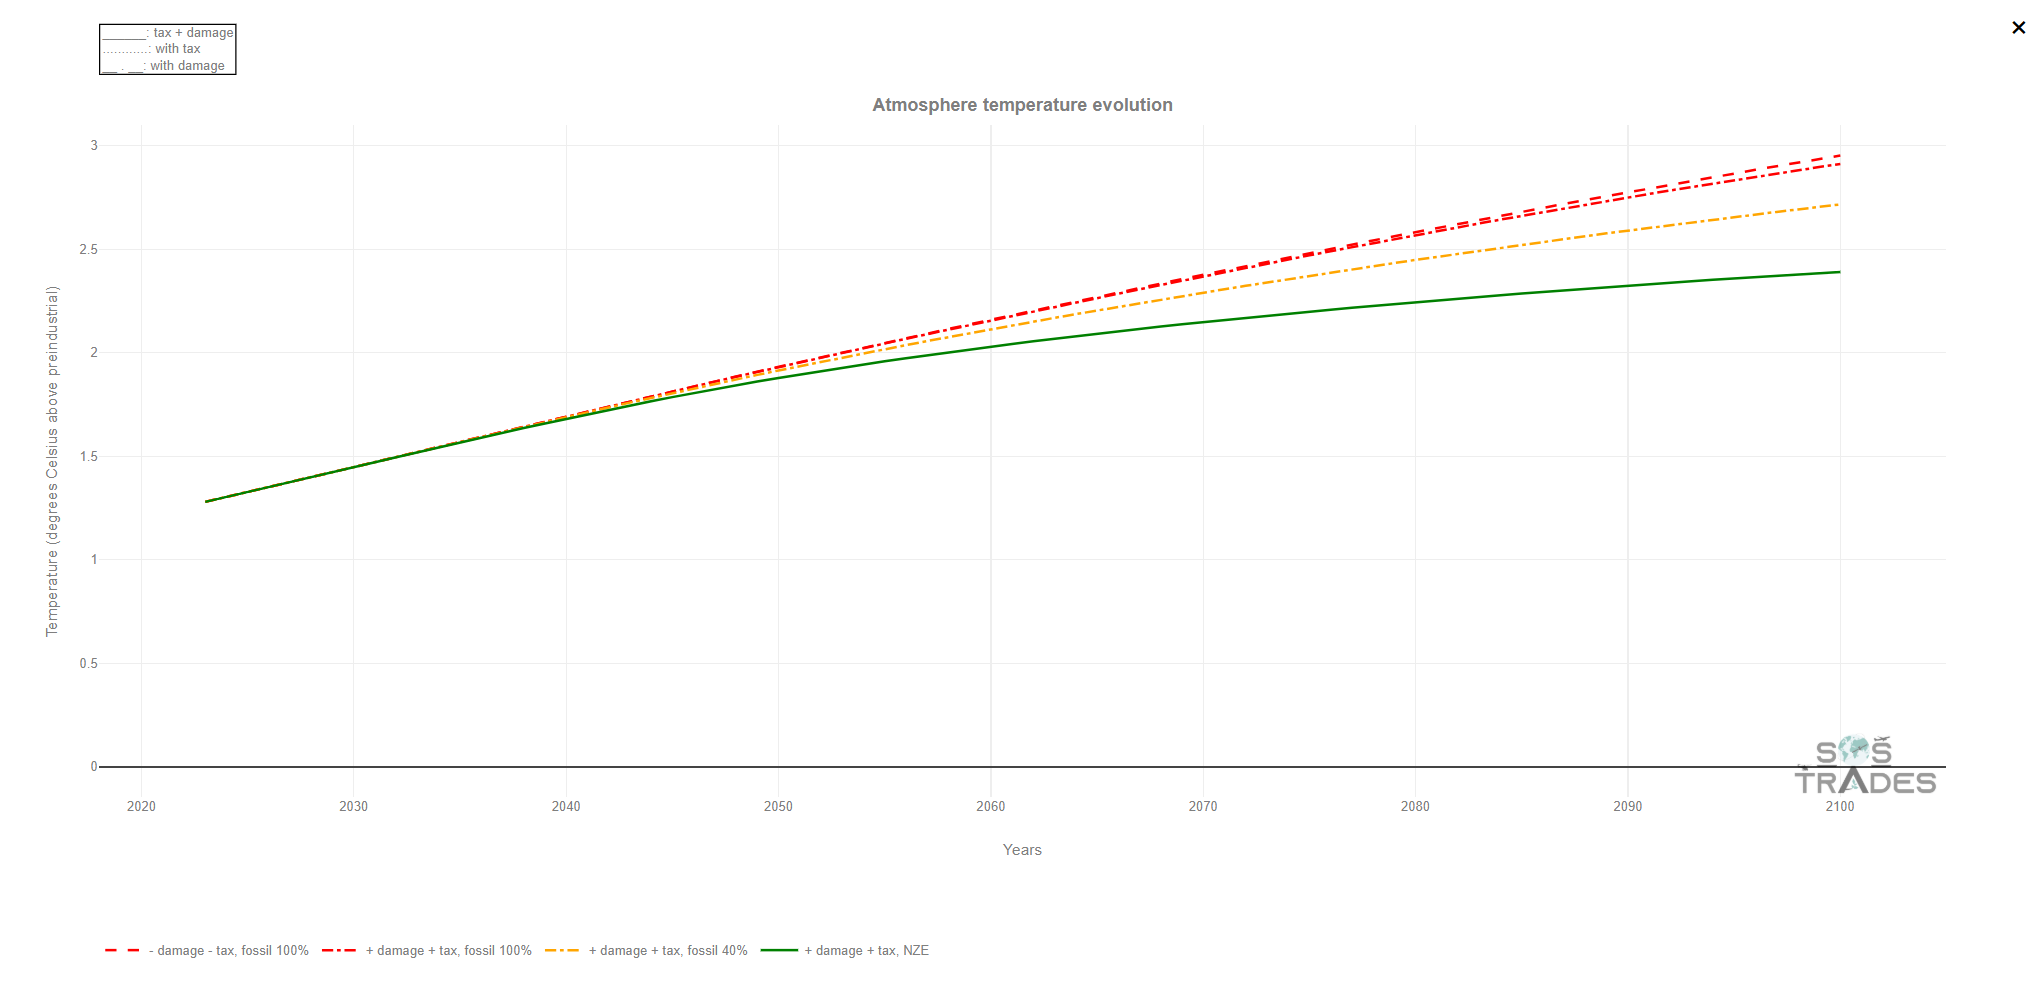 ______: tax + damage
............: with tax
__ . __: with damage
×
Atmosphere temperature evolution
Temperature (degrees Celsius above preindustrial)
3
2.5
2
1.5
1
0.5
0
2020 2030 2040 2050 2060 2070 2080 2090 2100
Years
SOS
TRADES
- damage - tax, fossil 100% + damage + tax, fossil 100% + damage + tax, fossil 40% + damage + tax, NZE